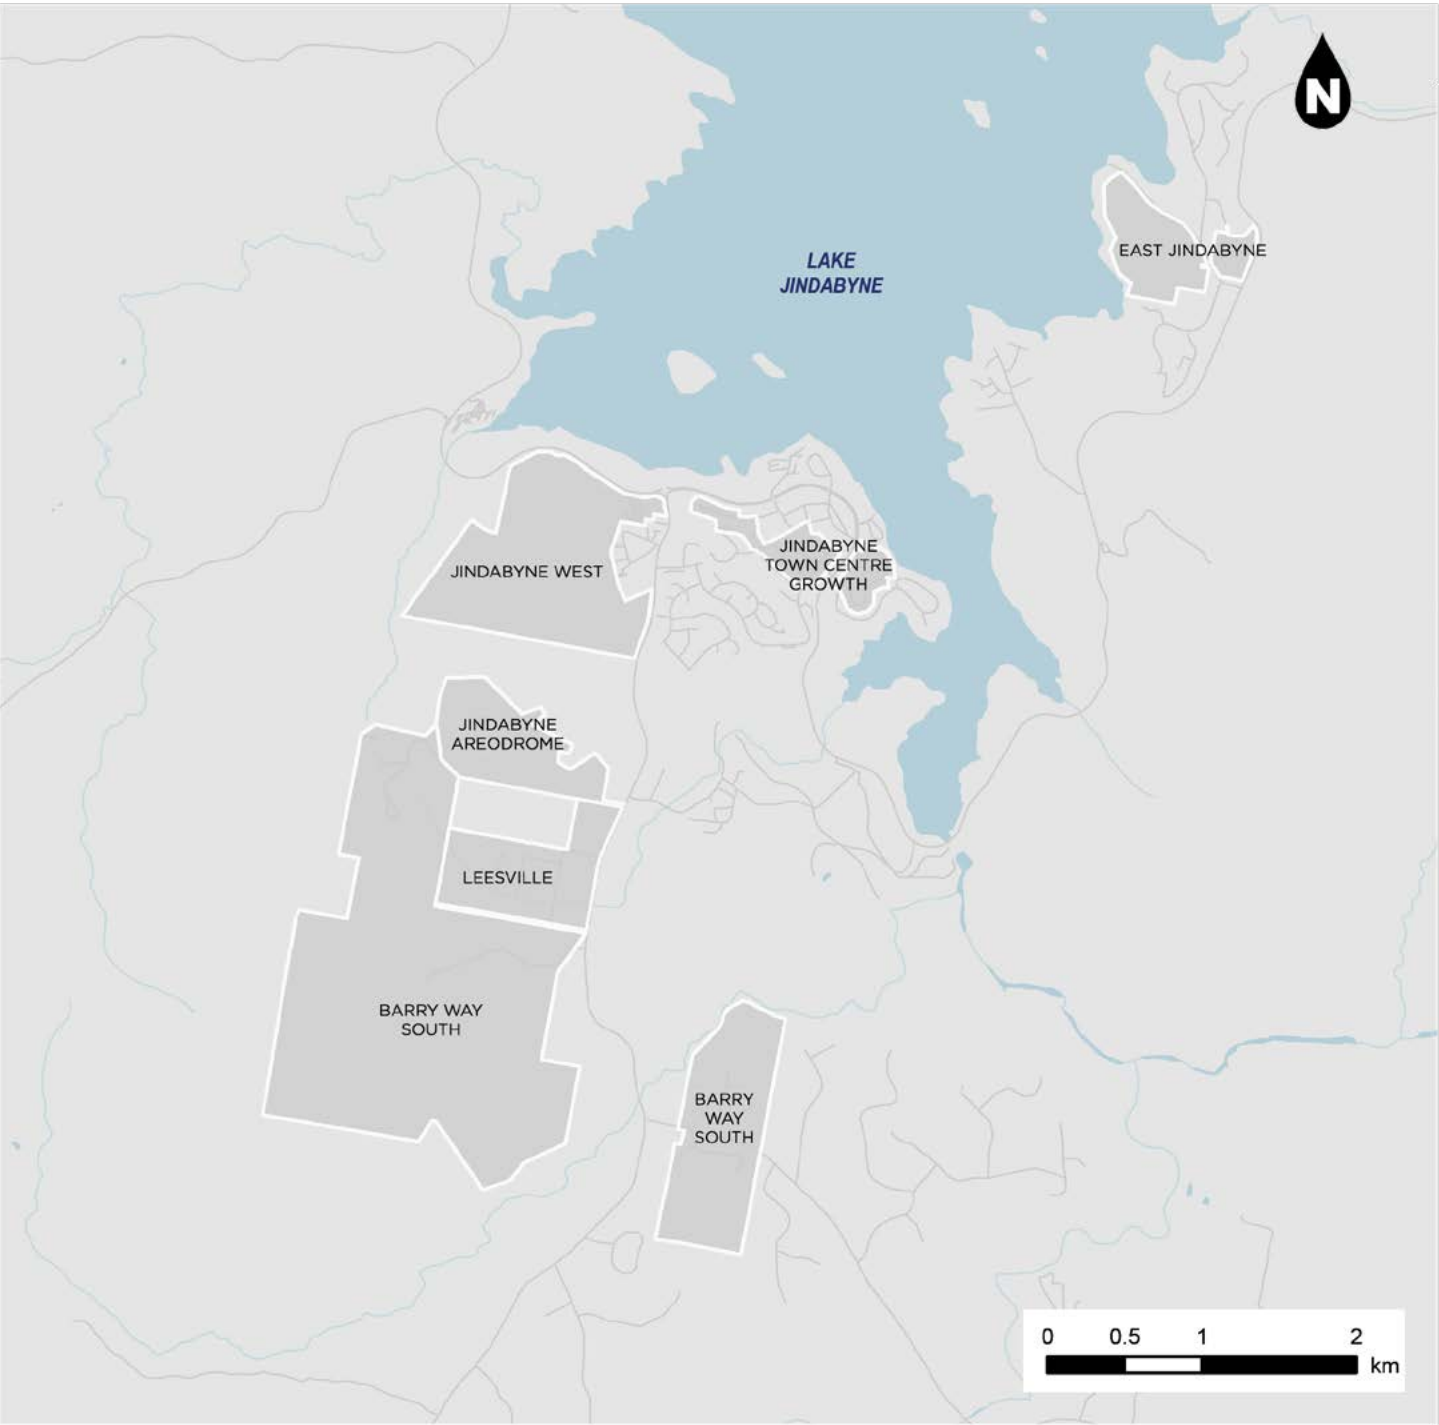 N
EAST JINDABYNE
LAKE
JINDABYNE
JINDABYNE
TOWN CENTRE
GROWTH
JINDABYNE WEST
JINDABYNE
AREODROME
LEESVILLE
BARRY WAY
SOUTH
BARRY
WAY
SOUTH
0 0.5 1 2
km